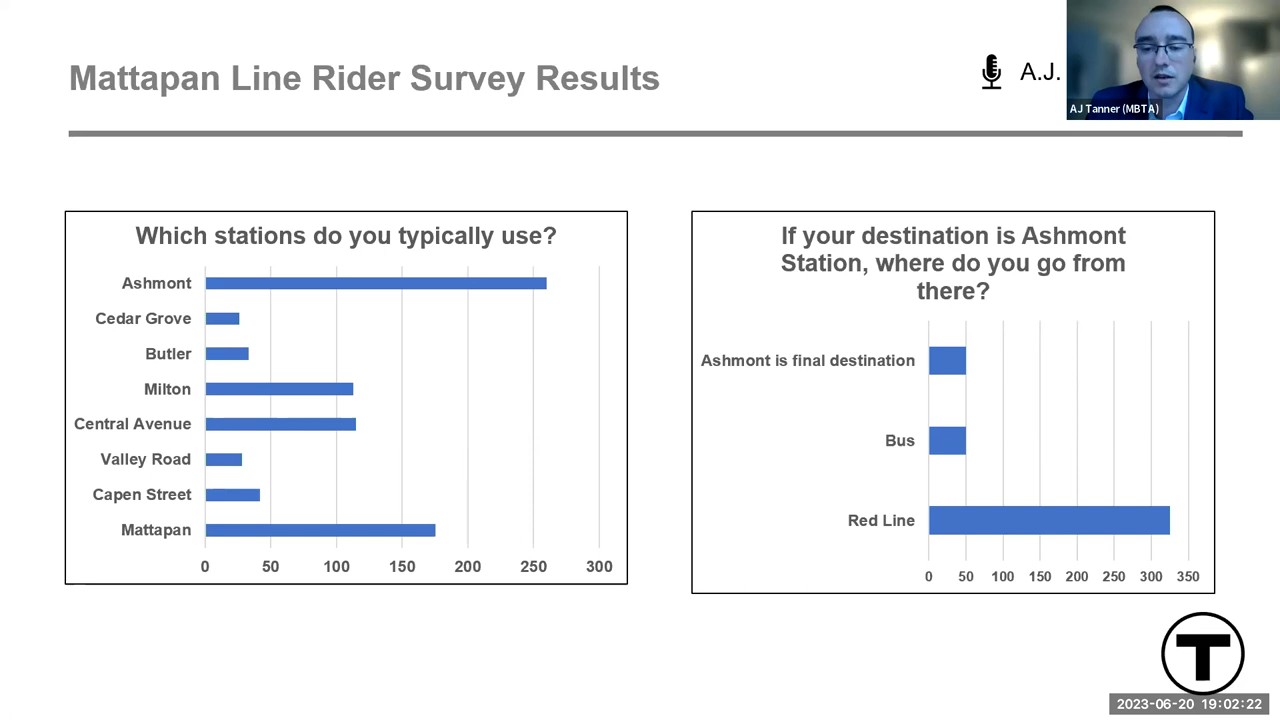 Mattapan Line Rider Survey Results
A.J.
AJ Tanner (MBTA)
Which stations do you typically use?
Ashmont
Cedar Grove
Butler
Milton
Central Avenue
Valley Road
Capen Street
Mattapan
0 50 100 150 200 250 300
If your destination is Ashmont
Station, where do you go from
there?
Ashmont is final destination
Bus
Red Line
0 50 100 150 200 250 300 350
T
2023-06-20 19:02:22